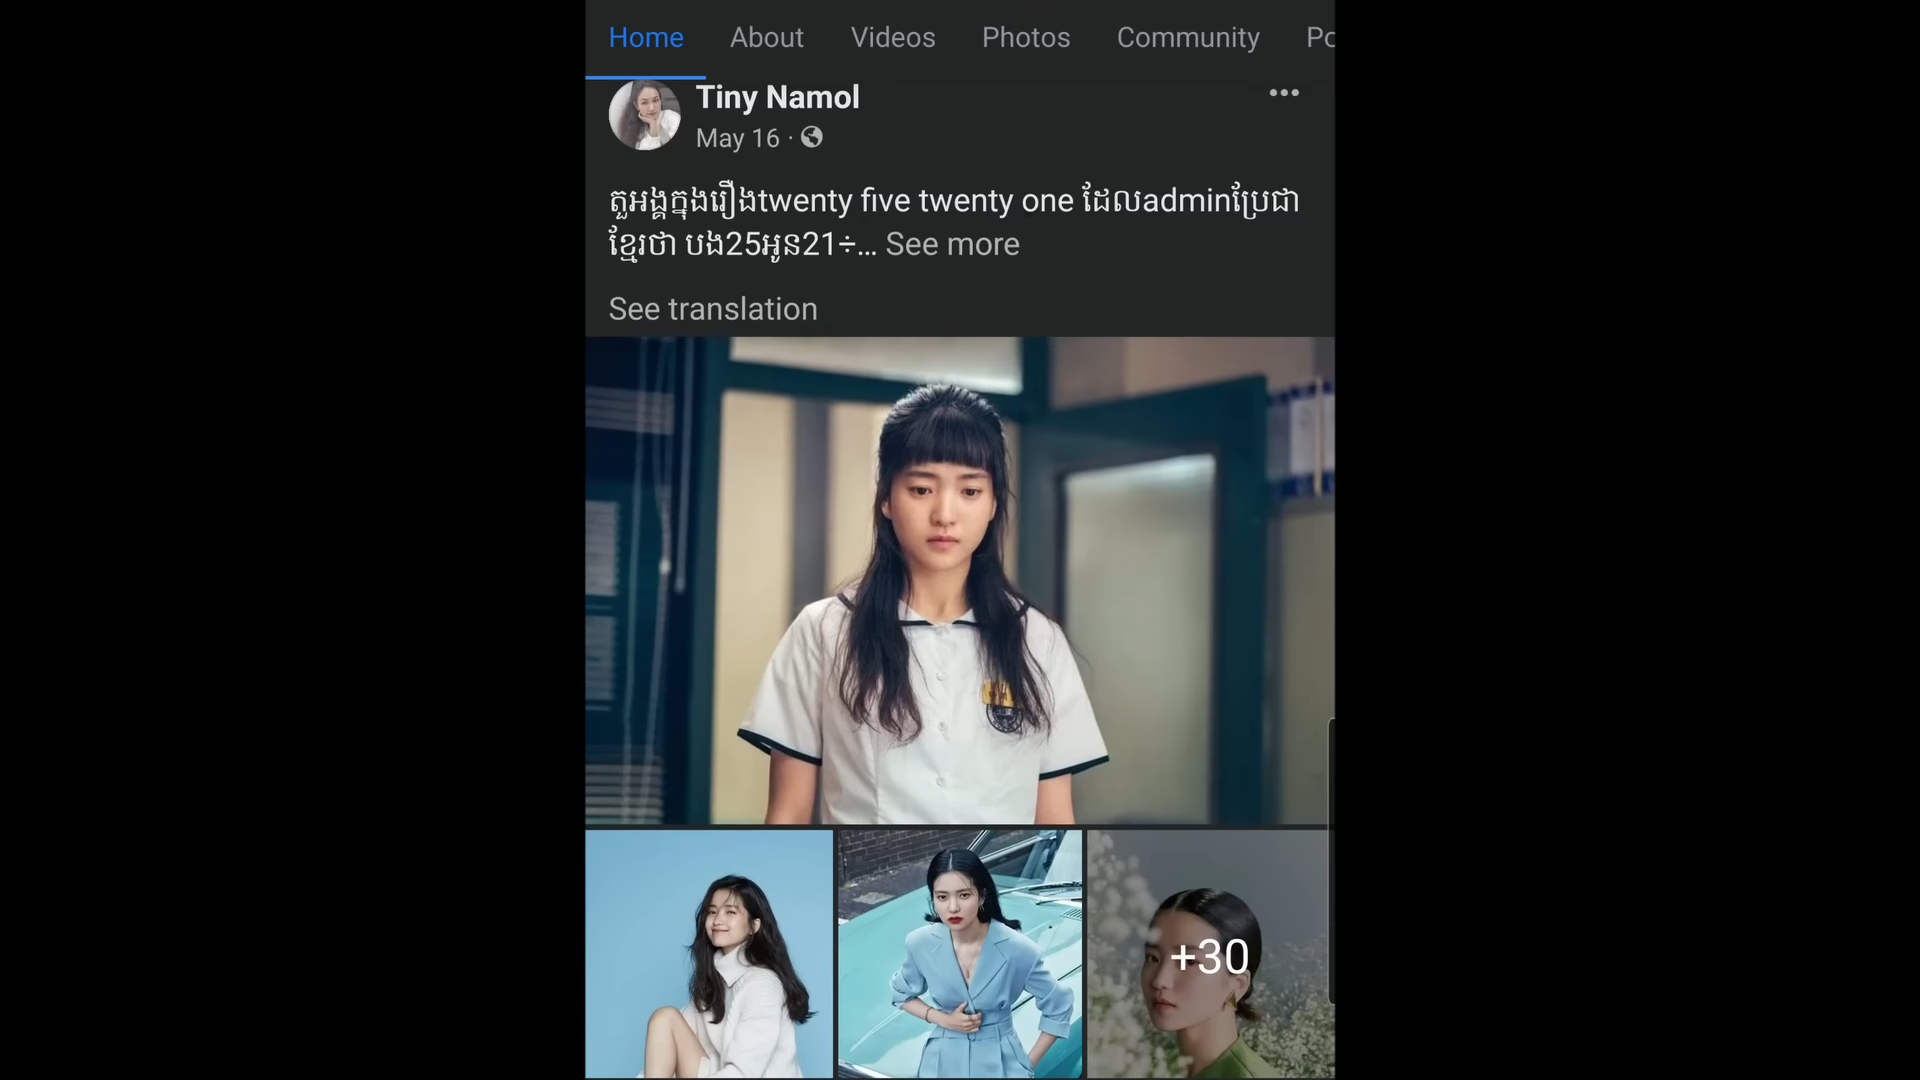 Home About Videos Photos Community Po
Tiny Namol
May 16 ·
តួអង្គក្នុងរឿងtwenty five twenty one ដែលadminប្រែជា
ខ្មែរថា បង25អូន21÷... See more
See translation
+30